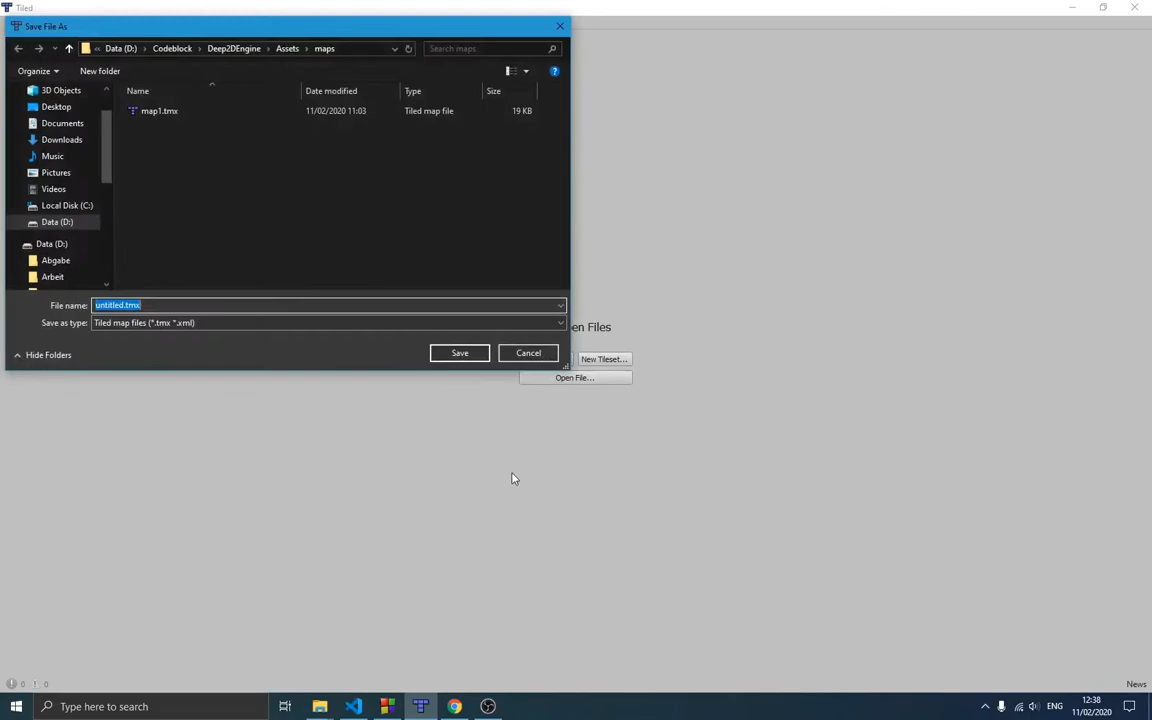 Tiled
Save File As
« Data (D:) > Codeblock > Deep2DEngine > Assets > maps
Search maps
Organize
New folder
Name
Date modified
Type
Size
3D Objects
map1.tmx
11/02/2020 11:03
Tiled map file
19 KB
Desktop
Documents
Downloads
Music
Pictures
Videos
Local Disk (C:)
Data (D:)
Data (D:)
Abgabe
Arbeit
File name: untitled.tmx
Save as type: Tiled map files (*.tmx *.xml)
Hide Folders
Save
Cancel
en Files
New Tileset...
Open File...
0
0
News
Type here to search
ENG
12:38
11/02/2020